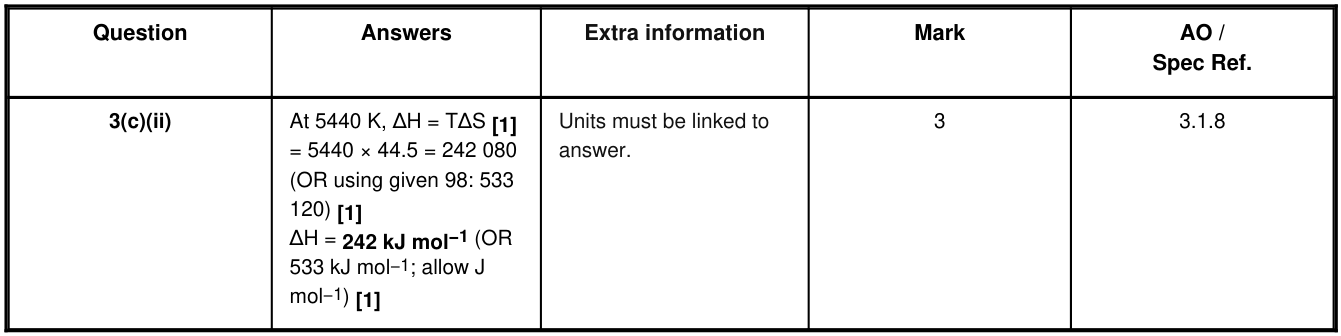 Question
Answers
Extra information
Mark
AO /
Spec Ref.
3(c)(ii)
At 5440 K, ΔH = TΔS [1]
= 5440 × 44.5 = 242 080
(OR using given 98: 533
120) [1]
ΔH = 242 kJ mol⁻¹ (OR
533 kJ mol⁻¹; allow J
mol⁻¹) [1]
Units must be linked to
answer.
3
3.1.8